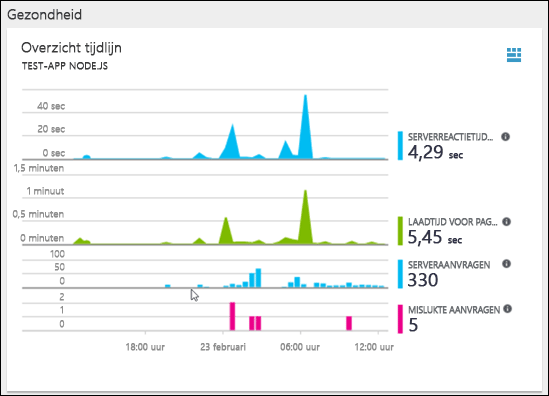 Gezondheid
Overzicht tijdlijn
TEST-APP NODE.JS
40 sec
20 sec
0 sec
SERVERREACTIETIJD...
4,29 sec
1,5 minuten
1 minuut
0,5 minuten
0 minuten
LAADTIJD VOOR PAG...
5,45 sec
100
50
0
SERVERAANVRAGEN
330
2
1
0
MISLUKTE AANVRAGEN
5
18:00 uur 23 februari 06:00 uur 12:00 uur